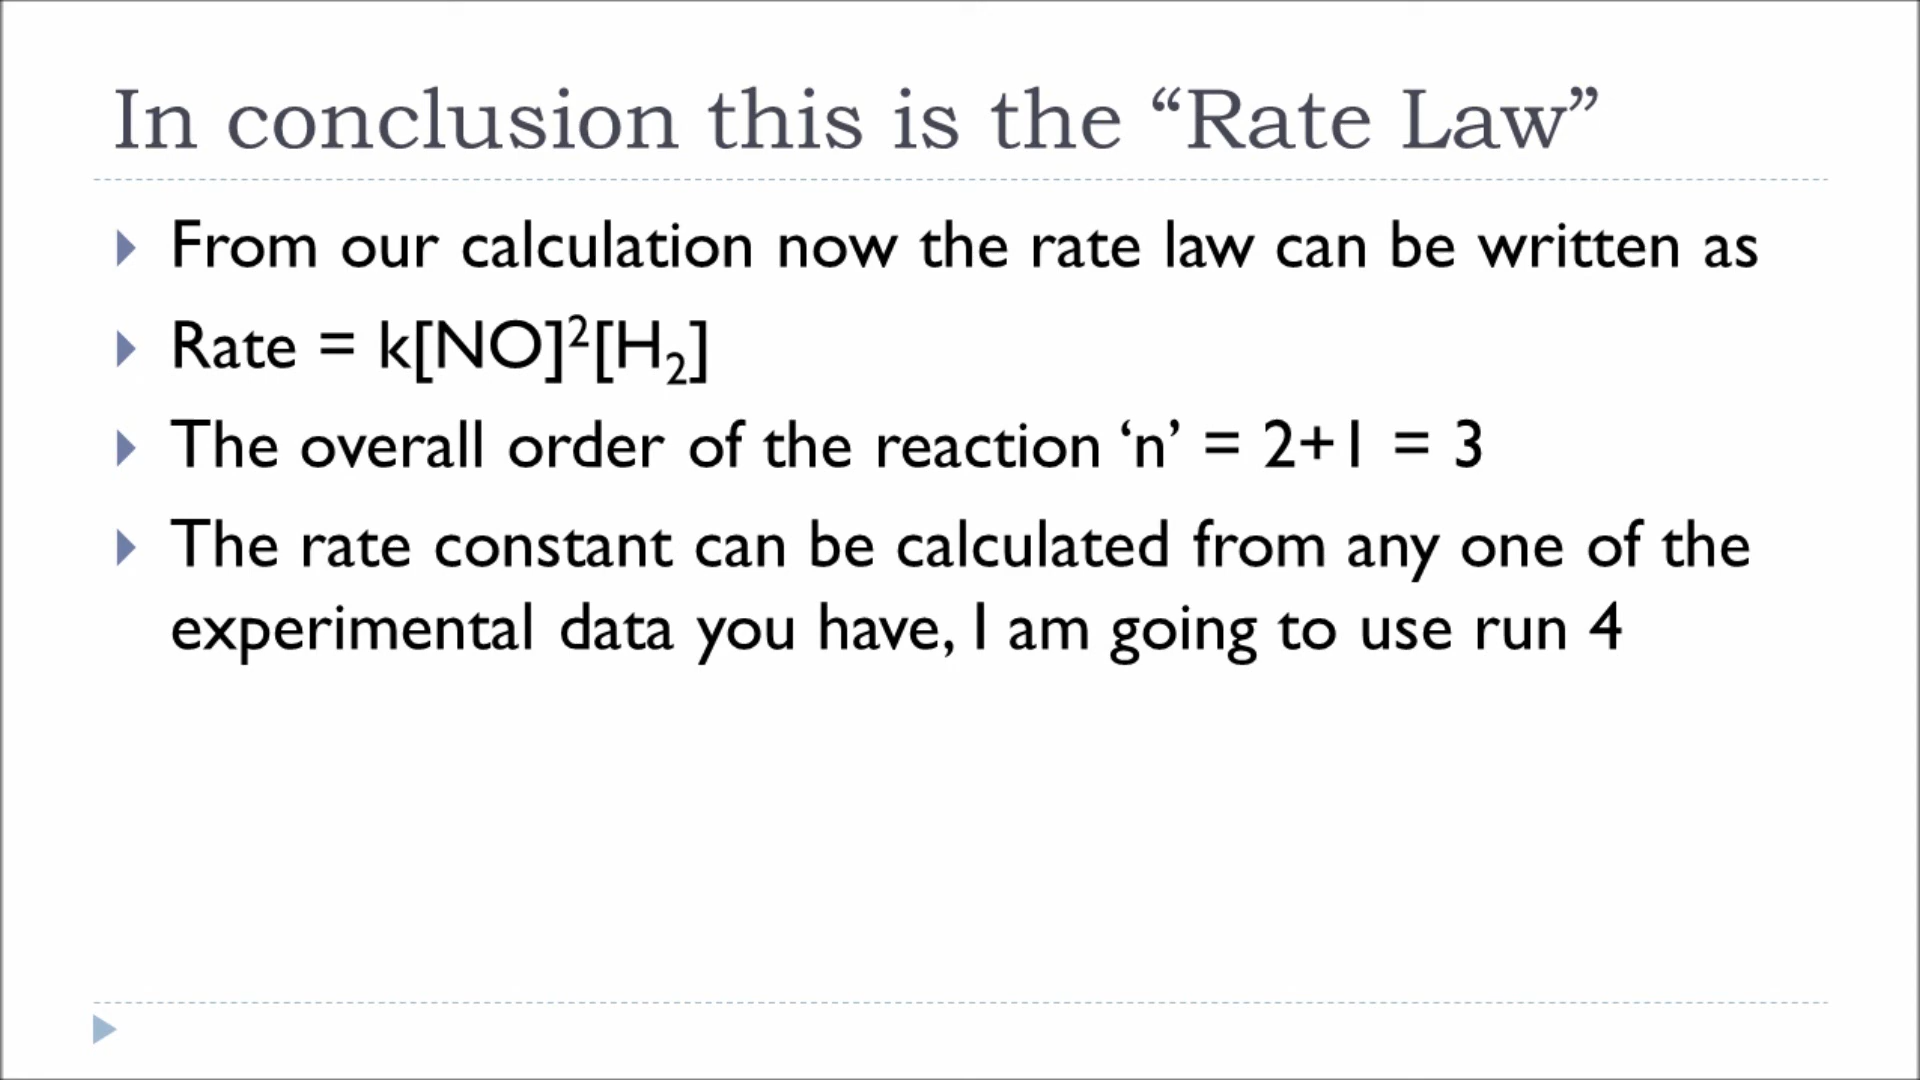 In conclusion this is the “Rate Law”
From our calculation now the rate law can be written as
Rate = k[NO]²[H₂]
The overall order of the reaction ‘n’ = 2+1 = 3
The rate constant can be calculated from any one of the
experimental data you have, I am going to use run 4